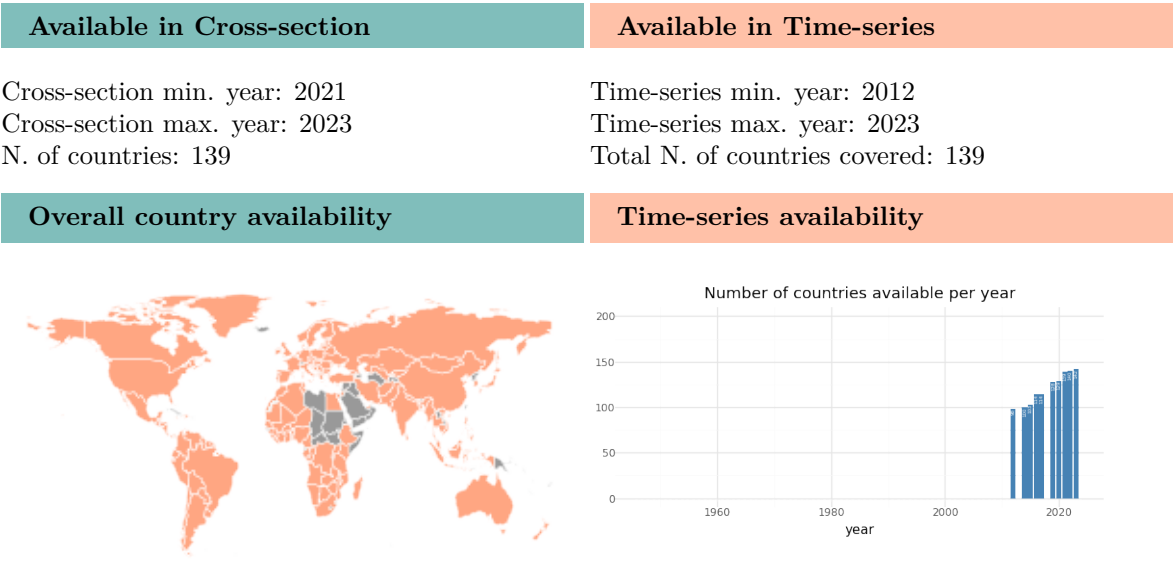 Available in Cross-section
Cross-section min. year: 2021
Cross-section max. year: 2023
N. of countries: 139
Available in Time-series
Time-series min. year: 2012
Time-series max. year: 2023
Total N. of countries covered: 139
Overall country availability
Time-series availability
Number of countries available per year
200
150
100
50
0
1960 1980 2000 2020
year